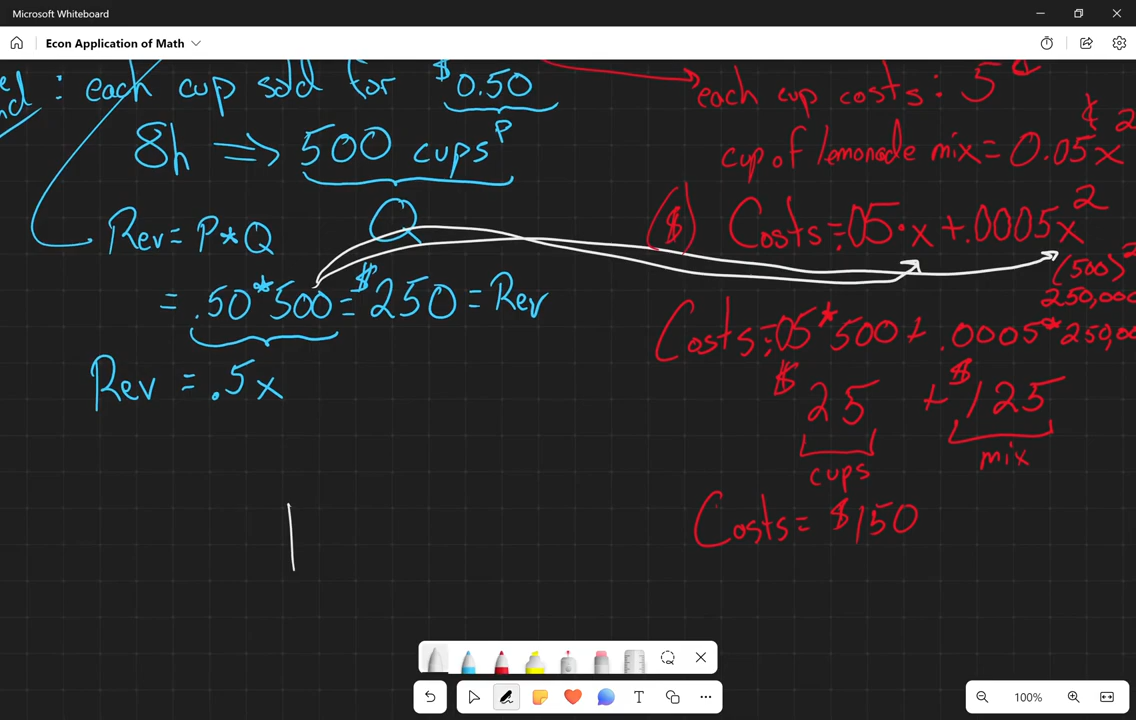 Microsoft Whiteboard
Econ Application of Math
: each cup sold for $0.50
P
8h ⇒ 500 cups
Q
Rev = P*Q
= .50*500 = $250 = Rev
Rev = .5x
each cup costs : 5¢
¢ 2
cup of lemonade mix = 0.05x
($) Costs = .05·x + .0005x²
(500)²
250,000
Costs = .05*500 + .0005*250,00
$25 + $125
cups mix
Costs = $150
100%